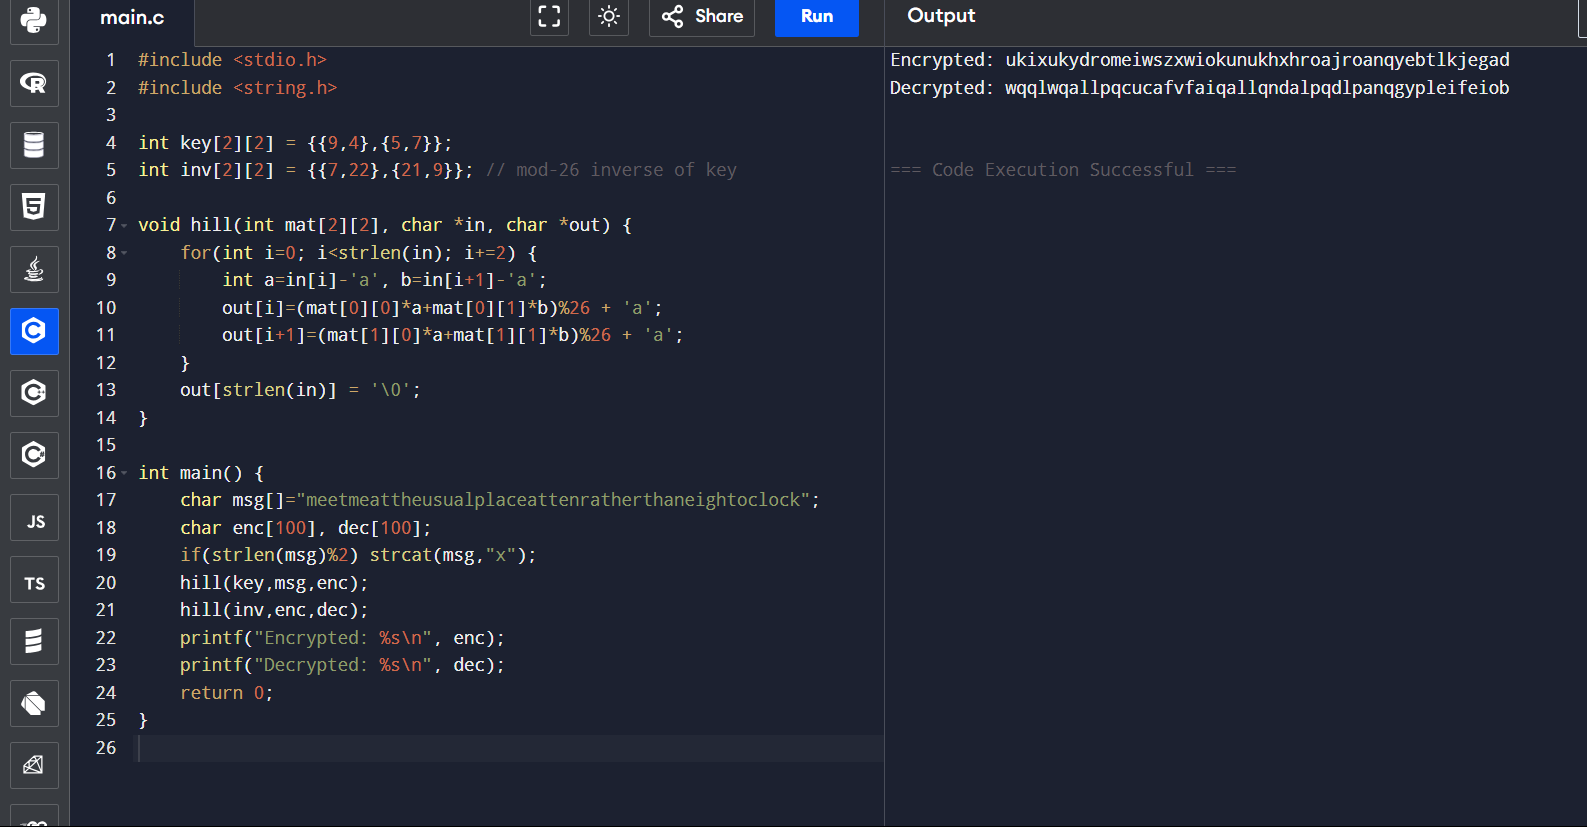 main.c
Share
Run
Output
1 #include <stdio.h>
2 #include <string.h>
3
4 int key[2][2] = {{9,4},{5,7}};
5 int inv[2][2] = {{7,22},{21,9}}; // mod-26 inverse of key
6
7 void hill(int mat[2][2], char *in, char *out) {
8     for(int i=0; i<strlen(in); i+=2) {
9         int a=in[i]-'a', b=in[i+1]-'a';
10         out[i]=(mat[0][0]*a+mat[0][1]*b)%26 + 'a';
11         out[i+1]=(mat[1][0]*a+mat[1][1]*b)%26 + 'a';
12     }
13     out[strlen(in)] = '\0';
14 }
15
16 int main() {
17     char msg[]="meetmeattheusualplaceattenratherthaneightoclock";
18     char enc[100], dec[100];
19     if(strlen(msg)%2) strcat(msg,"x");
20     hill(key,msg,enc);
21     hill(inv,enc,dec);
22     printf("Encrypted: %s\n", enc);
23     printf("Decrypted: %s\n", dec);
24     return 0;
25 }
26
Encrypted: ukixukydromeiwszxwiokunukhxhroajroanqyebtlkjegad
Decrypted: wqqlwqallpqcucafvfaiqallqndalpqdlpanqgypleifeiob
=== Code Execution Successful ===
R
5
C
C
C
JS
TS